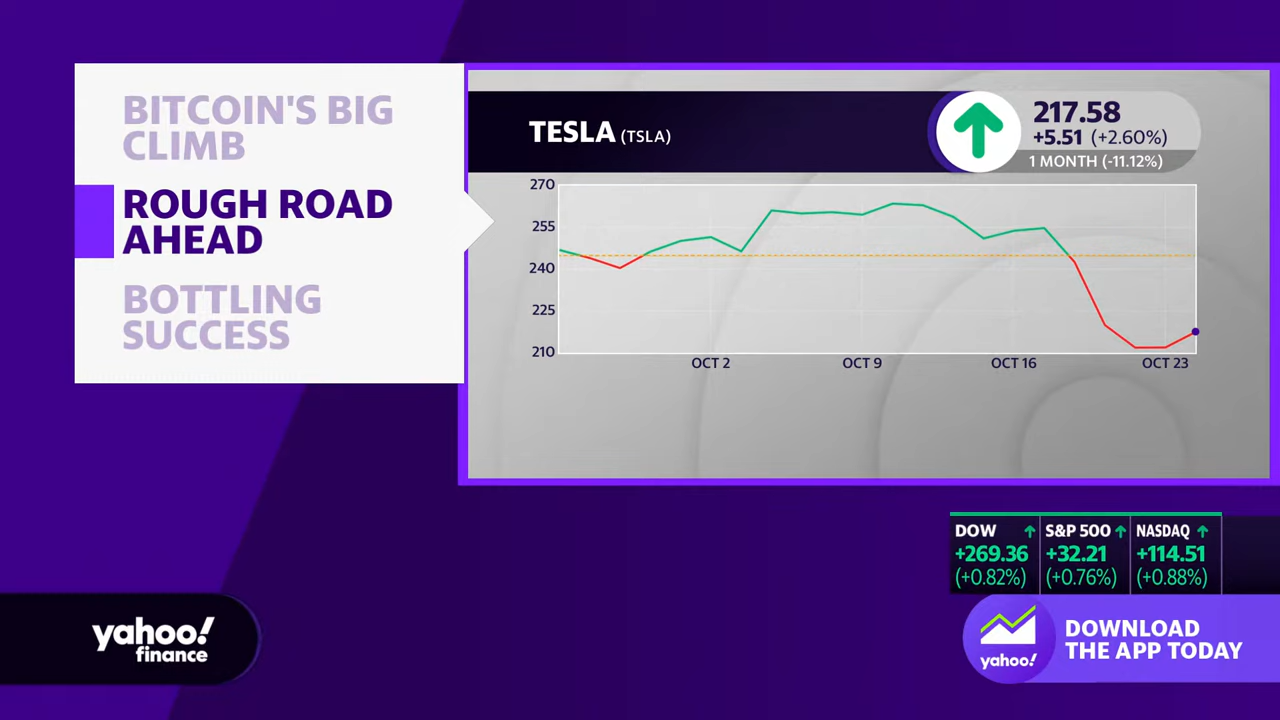 BITCOIN'S BIG
CLIMB
ROUGH ROAD
AHEAD
BOTTLING
SUCCESS
TESLA (TSLA)
217.58
+5.51 (+2.60%)
1 MONTH (-11.12%)
270
255
240
225
210
OCT 2 OCT 9 OCT 16 OCT 23
DOW S&P 500 NASDAQ
+269.36 +32.21 +114.51
(+0.82%) (+0.76%) (+0.88%)
yahoo!
finance
yahoo!
DOWNLOAD
THE APP TODAY